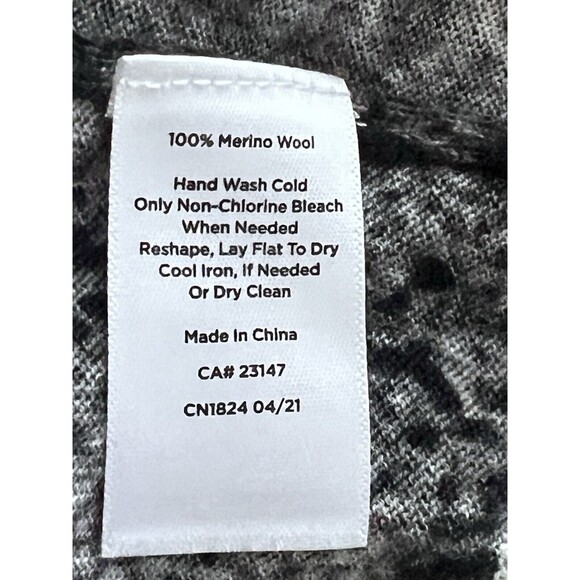 100% Merino Wool
Hand Wash Cold
Only Non-Chlorine Bleach
When Needed
Reshape, Lay Flat To Dry
Cool Iron, If Needed
Or Dry Clean
Made In China
CA# 23147
CN1824 04/21